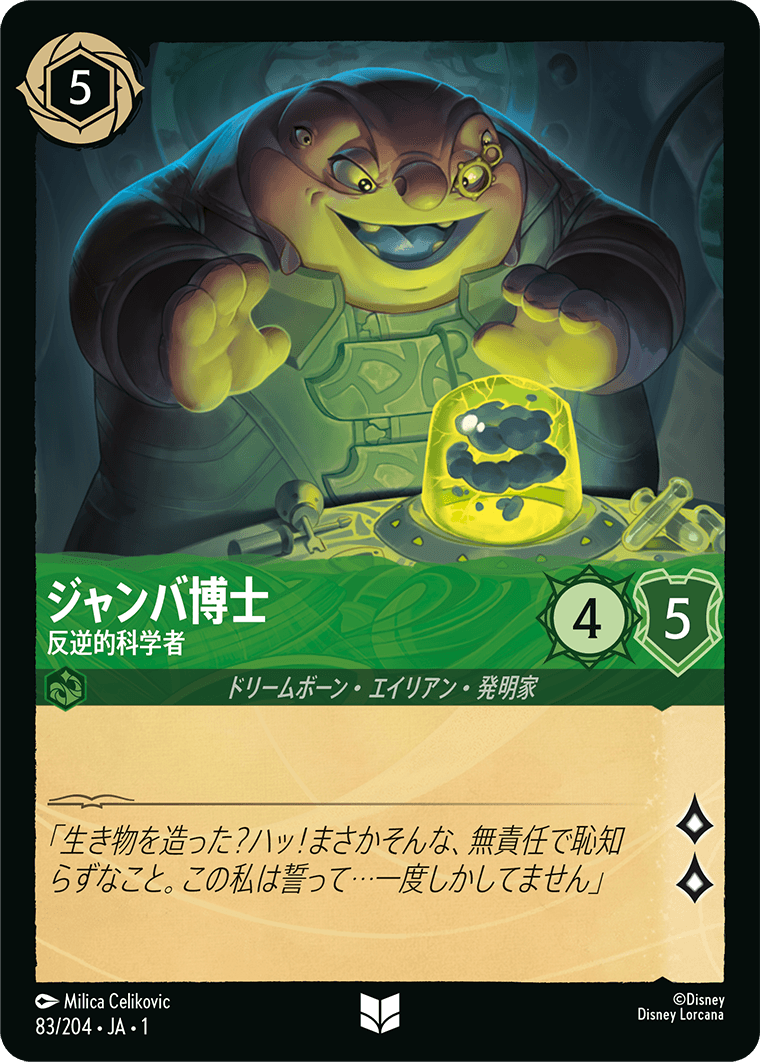 5
ジャンバ博士
反逆的科学者
4
5
ドリームボーン・エイリアン・発明家
「生き物を造った？ハッ！まさかそんな、無責任で恥知
らずなこと。この私は誓って…一度しかしてません」
Milica Celikovic
©Disney
83/204・JA・1
Disney Lorcana